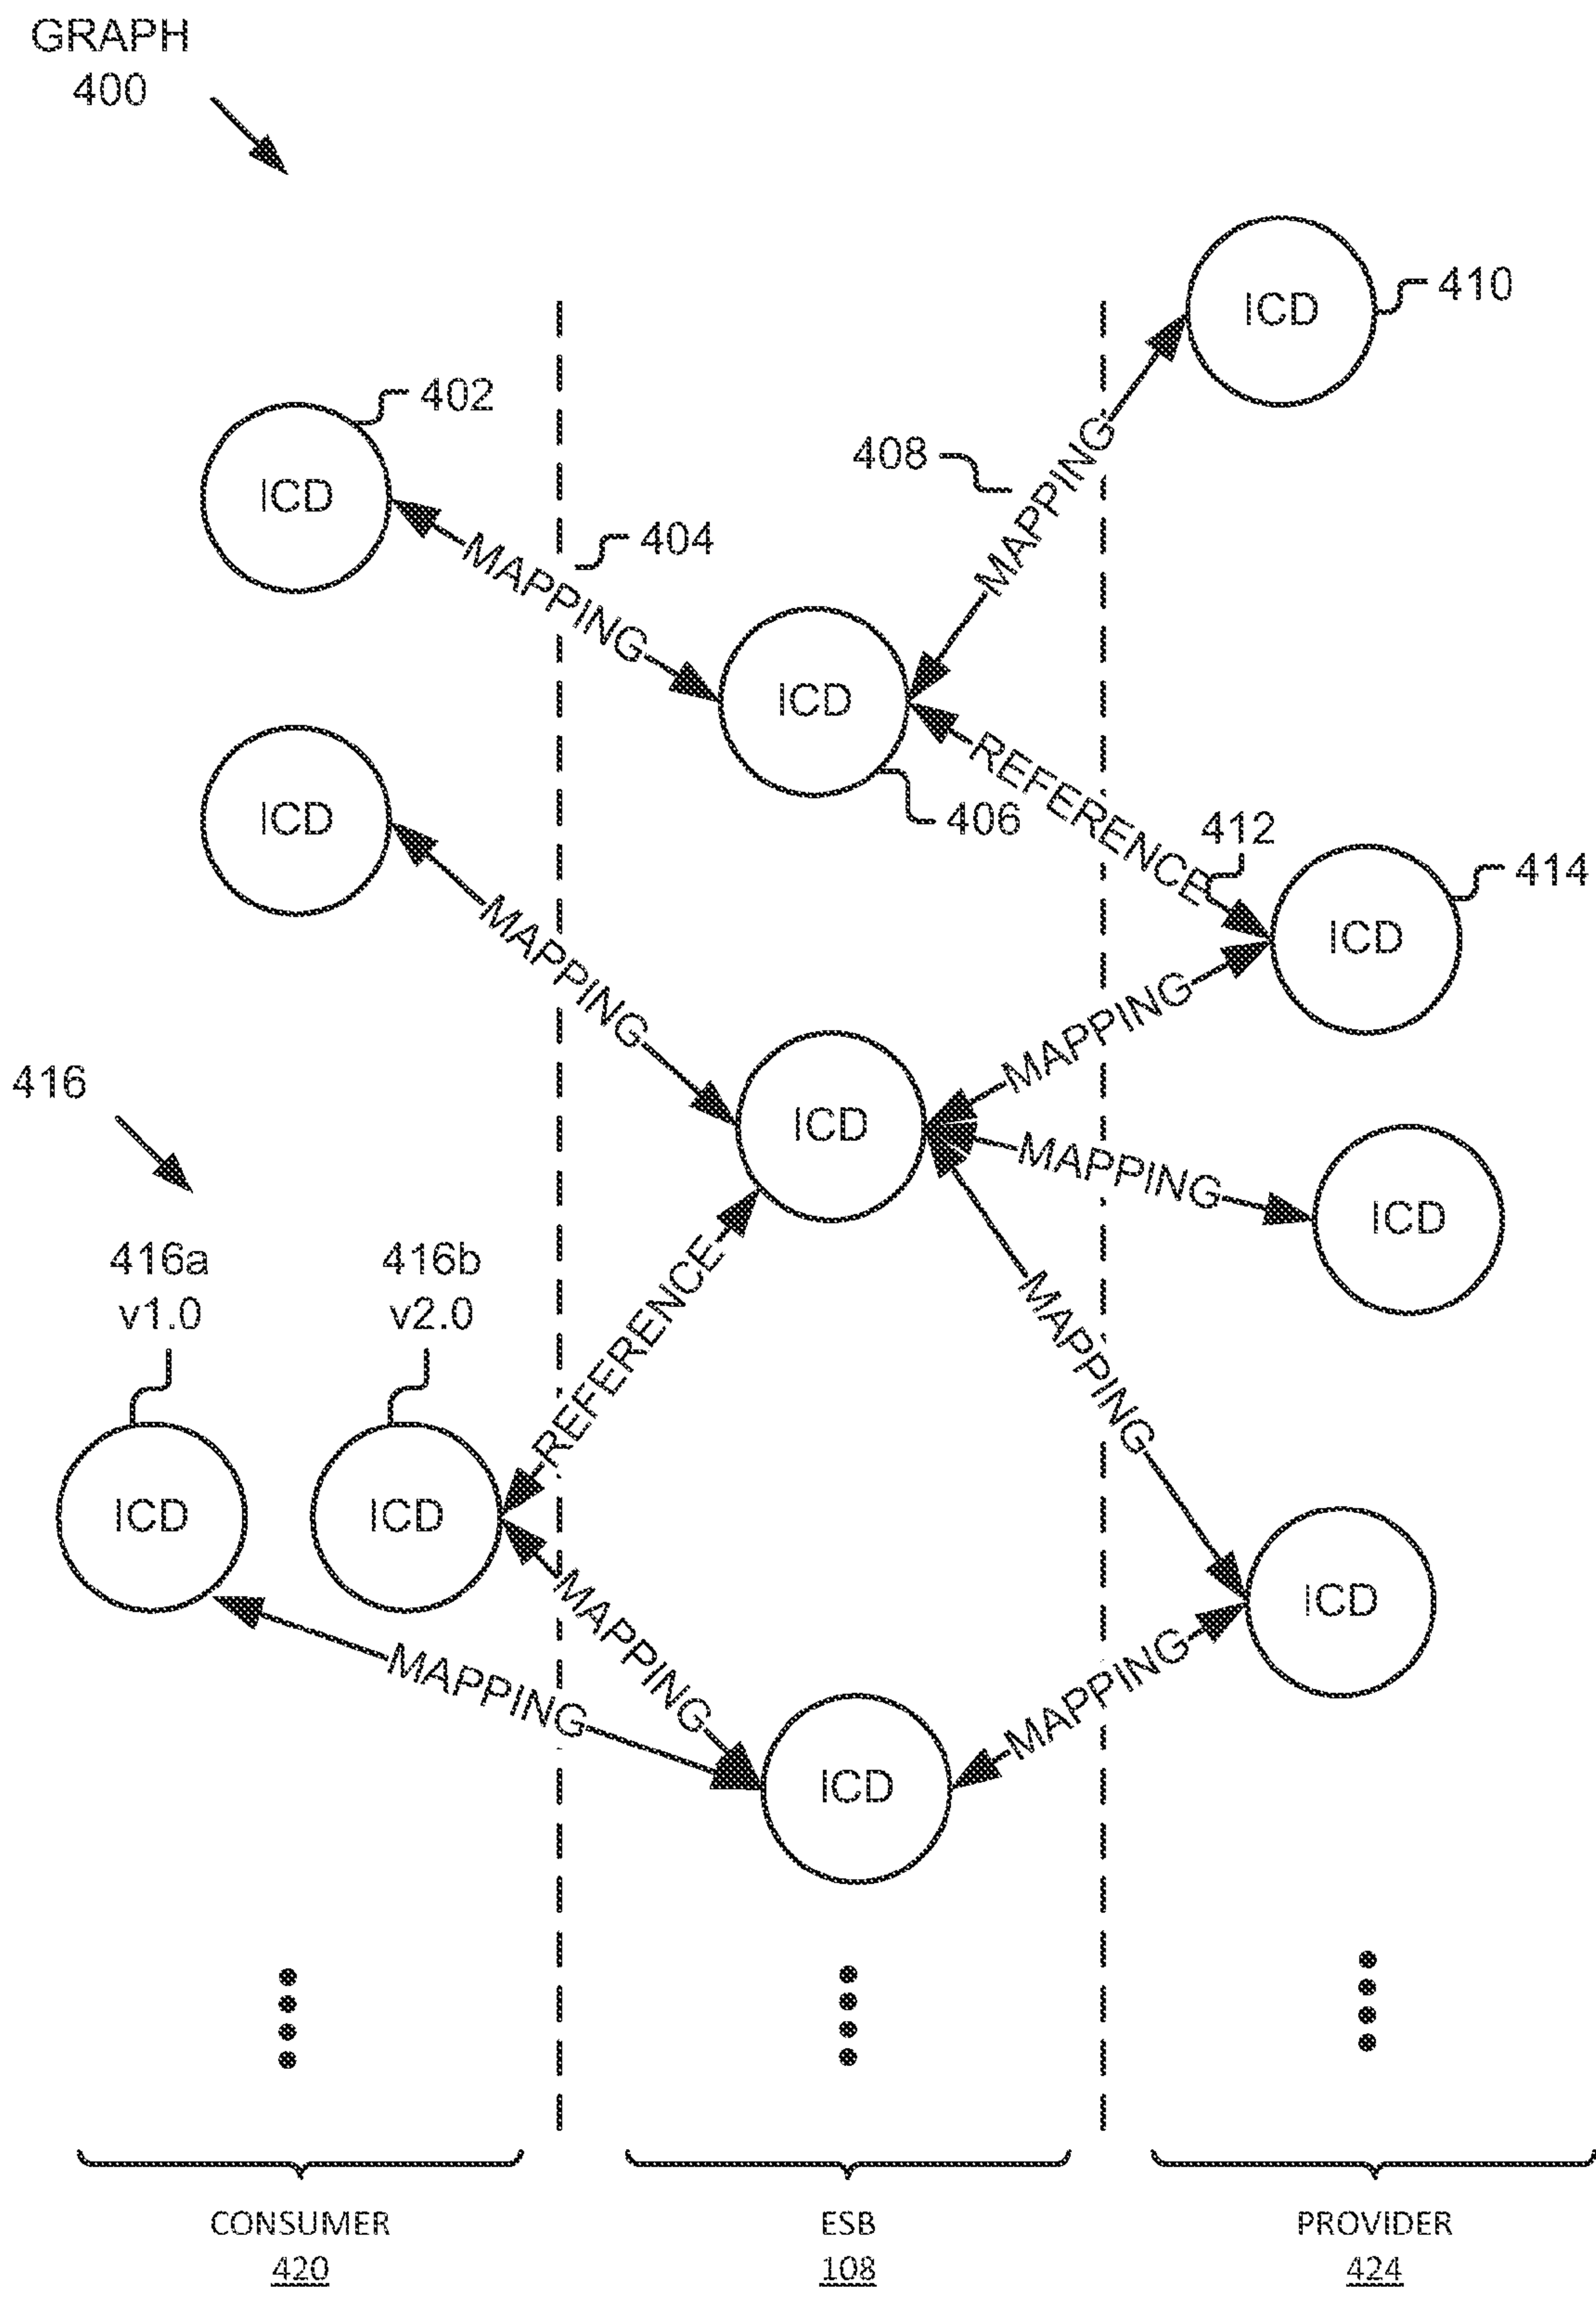 GRAPH
400
ICD
410
402
ICD
408
MAPPING
404
MAPPING
ICD
406
REFERENCE
412
ICD
MAPPING
ICD
414
MAPPING
416
ICD
MAPPING
ICD
416a
v1.0
416b
v2.0
REFERENCE
MAPPING
ICD
ICD
MAPPING
MAPPING
ICD
MAPPING
ICD
CONSUMER
420
ESB
108
PROVIDER
424